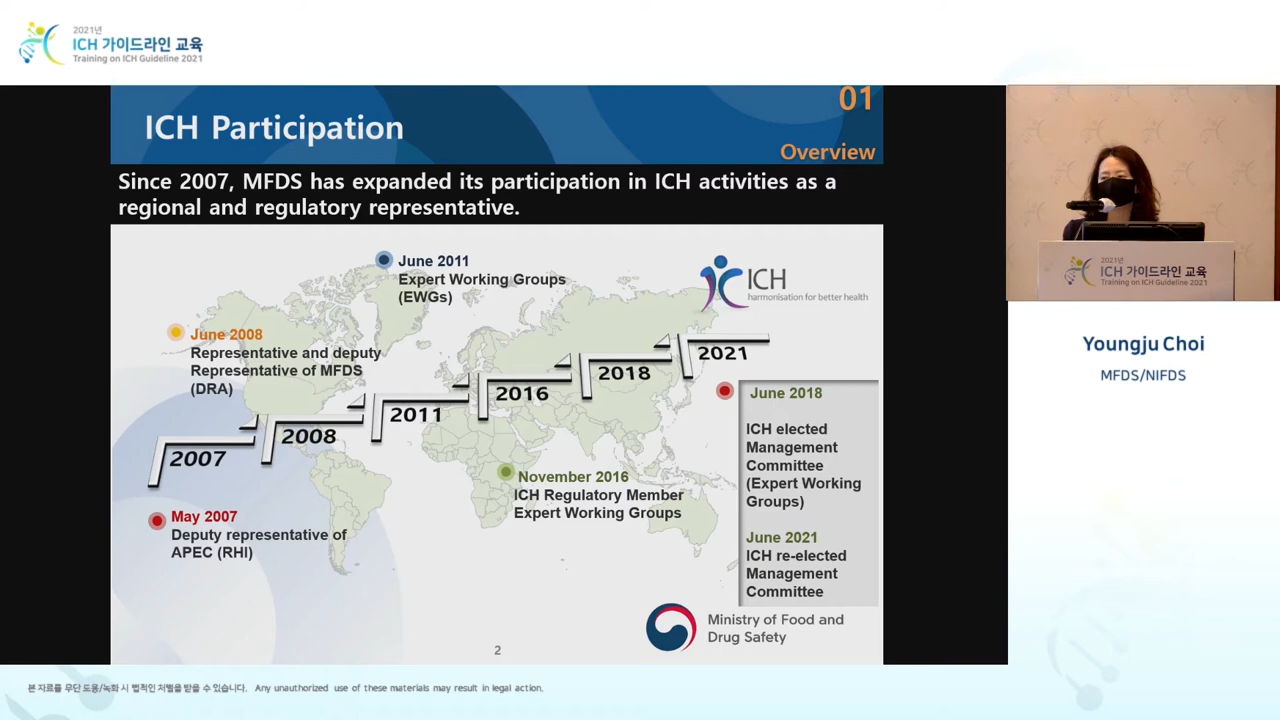 2021년
ICH 가이드라인 교육
Training on ICH Guideline 2021
01
ICH Participation
Overview
Since 2007, MFDS has expanded its participation in ICH activities as a
regional and regulatory representative.
June 2011
Expert Working Groups
(EWGs)
ICH
harmonisation for better health
June 2008
Representative and deputy
Representative of MFDS
(DRA)
2007
2008
2011
2016
2018
2021
May 2007
Deputy representative of
APEC (RHI)
November 2016
ICH Regulatory Member
Expert Working Groups
June 2018
ICH elected
Management
Committee
(Expert Working
Groups)
June 2021
ICH re-elected
Management
Committee
Ministry of Food and
Drug Safety
2
2021년
ICH 가이드라인 교육
Training on ICH Guideline 2021
Youngju Choi
MFDS/NIFDS
본 자료를 무단 도용/녹화 시 법적인 처벌을 받을 수 있습니다. Any unauthorized use of these materials may result in legal action.